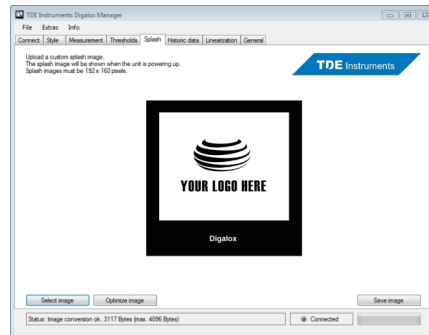 TDE Instruments Digalox Manager
File Extras Info
Connect Style Measurement Thresholds Splash Historic data Linearization General
Upload a custom splash image.
The splash image will be shown when the unit is powering up.
Splash images must be 192 x 160 pixels.
TDE Instruments
YOUR LOGO HERE
Digalox
Select image Optimize image Save image
Status: Image conversion ok. 3117 Bytes (max. 4096 Bytes) Connected